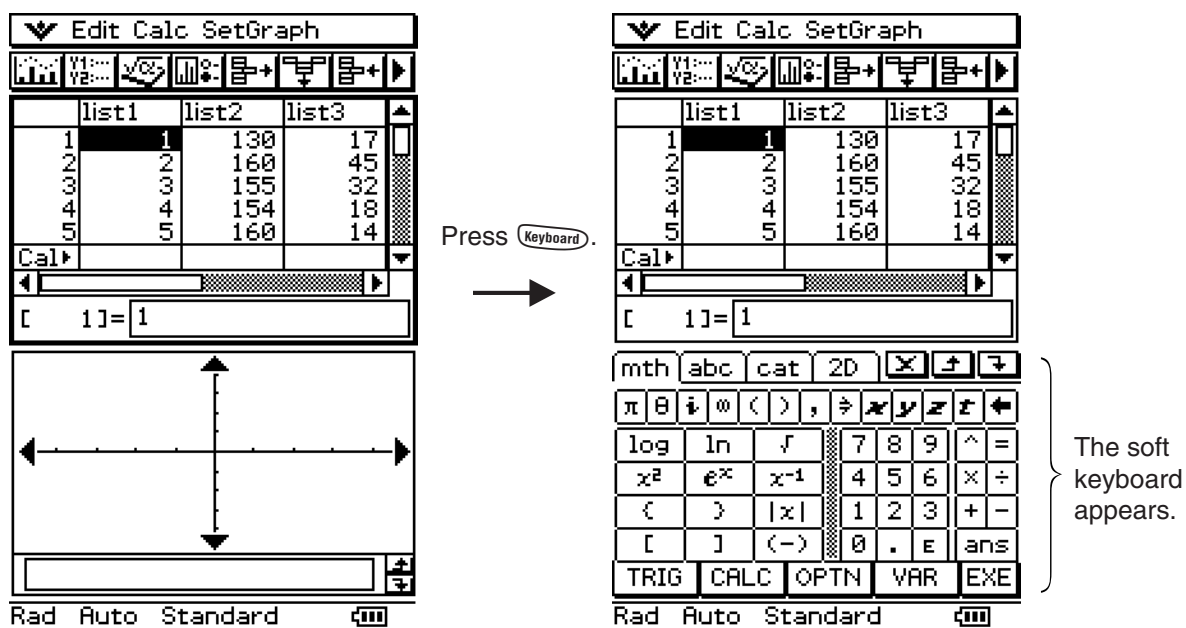 Edit Calc SetGraph
list1 list2 list3
1 1 130 17
2 2 160 45
3 3 155 32
4 4 154 18
5 5 160 14
Cal
[ 1]= 1
Rad Auto Standard
Press Keyboard.
Edit Calc SetGraph
list1 list2 list3
1 1 130 17
2 2 160 45
3 3 155 32
4 4 154 18
5 5 160 14
Cal
[ 1]= 1
mth abc cat 2D
π θ i ∞ ( ) , ⇒ x y z t ←
log ln √ 7 8 9 ^ =
x² eˣ x⁻¹ 4 5 6 × ÷
{ } |x| 1 2 3 + −
[ ] (−) 0 . E ans
TRIG CALC OPTN VAR EXE
Rad Auto Standard
The soft
keyboard
appears.